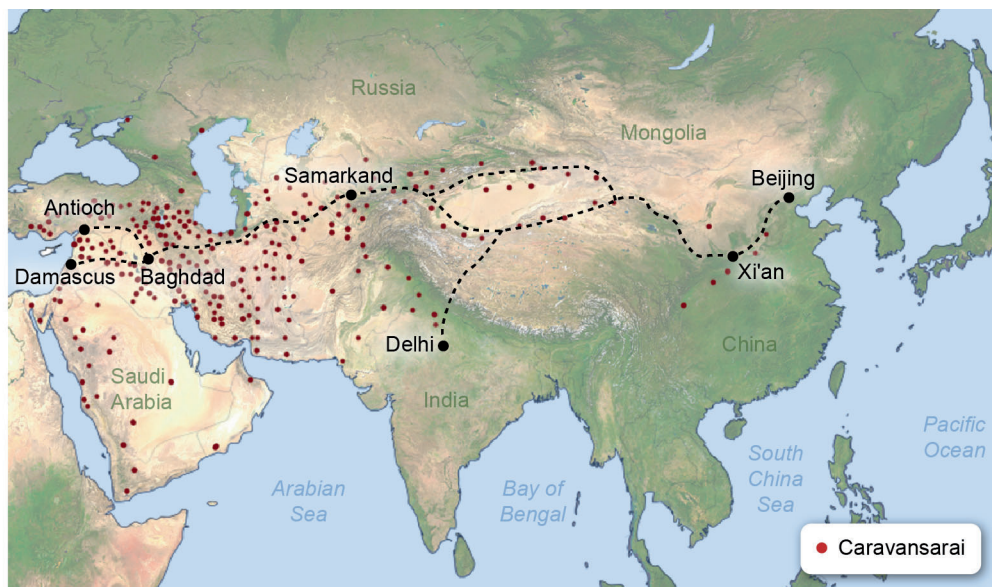 Russia
Mongolia
Samarkand
Beijing
Antioch
Damascus
Baghdad
Xi'an
Delhi
China
Saudi
Arabia
India
Pacific
Ocean
South
China
Sea
Arabian
Sea
Bay of
Bengal
Caravansarai